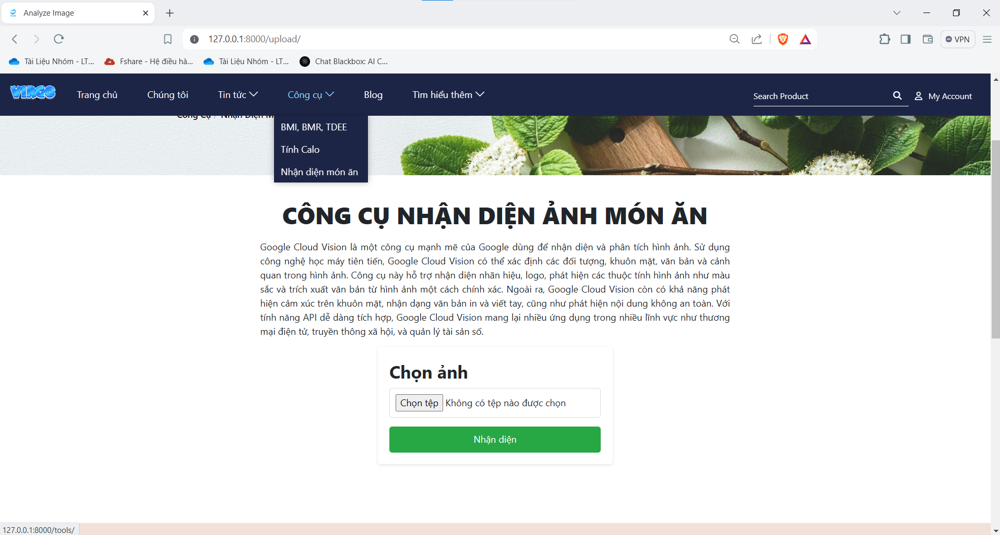 Analyze Image
127.0.0.1:8000/upload/
VPN
Tài Liệu Nhóm - LT...
Fshare - Hệ điều hà...
Tài Liệu Nhóm - LT...
Chat Blackbox: AI C...
VIRGO
Trang chủ
Chúng tôi
Tin tức
Công cụ
Blog
Tìm hiểu thêm
Search Product
My Account
Công Cụ / Nhận Diện M
BMI, BMR, TDEE
Tính Calo
Nhận diện món ăn
CÔNG CỤ NHẬN DIỆN ẢNH MÓN ĂN
Google Cloud Vision là một công cụ mạnh mẽ của Google dùng để nhận diện và phân tích hình ảnh. Sử dụng
công nghệ học máy tiên tiến, Google Cloud Vision có thể xác định các đối tượng, khuôn mặt, văn bản và cảnh
quan trong hình ảnh. Công cụ này hỗ trợ nhận diện nhãn hiệu, logo, phát hiện các thuộc tính hình ảnh như màu
sắc và trích xuất văn bản từ hình ảnh một cách chính xác. Ngoài ra, Google Cloud Vision còn có khả năng phát
hiện cảm xúc trên khuôn mặt, nhận dạng văn bản in và viết tay, cũng như phát hiện nội dung không an toàn. Với
tính năng API dễ dàng tích hợp, Google Cloud Vision mang lại nhiều ứng dụng trong nhiều lĩnh vực như thương
mại điện tử, truyền thông xã hội, và quản lý tài sản số.
Chọn ảnh
Chọn tệp Không có tệp nào được chọn
Nhận diện
127.0.0.1:8000/tools/